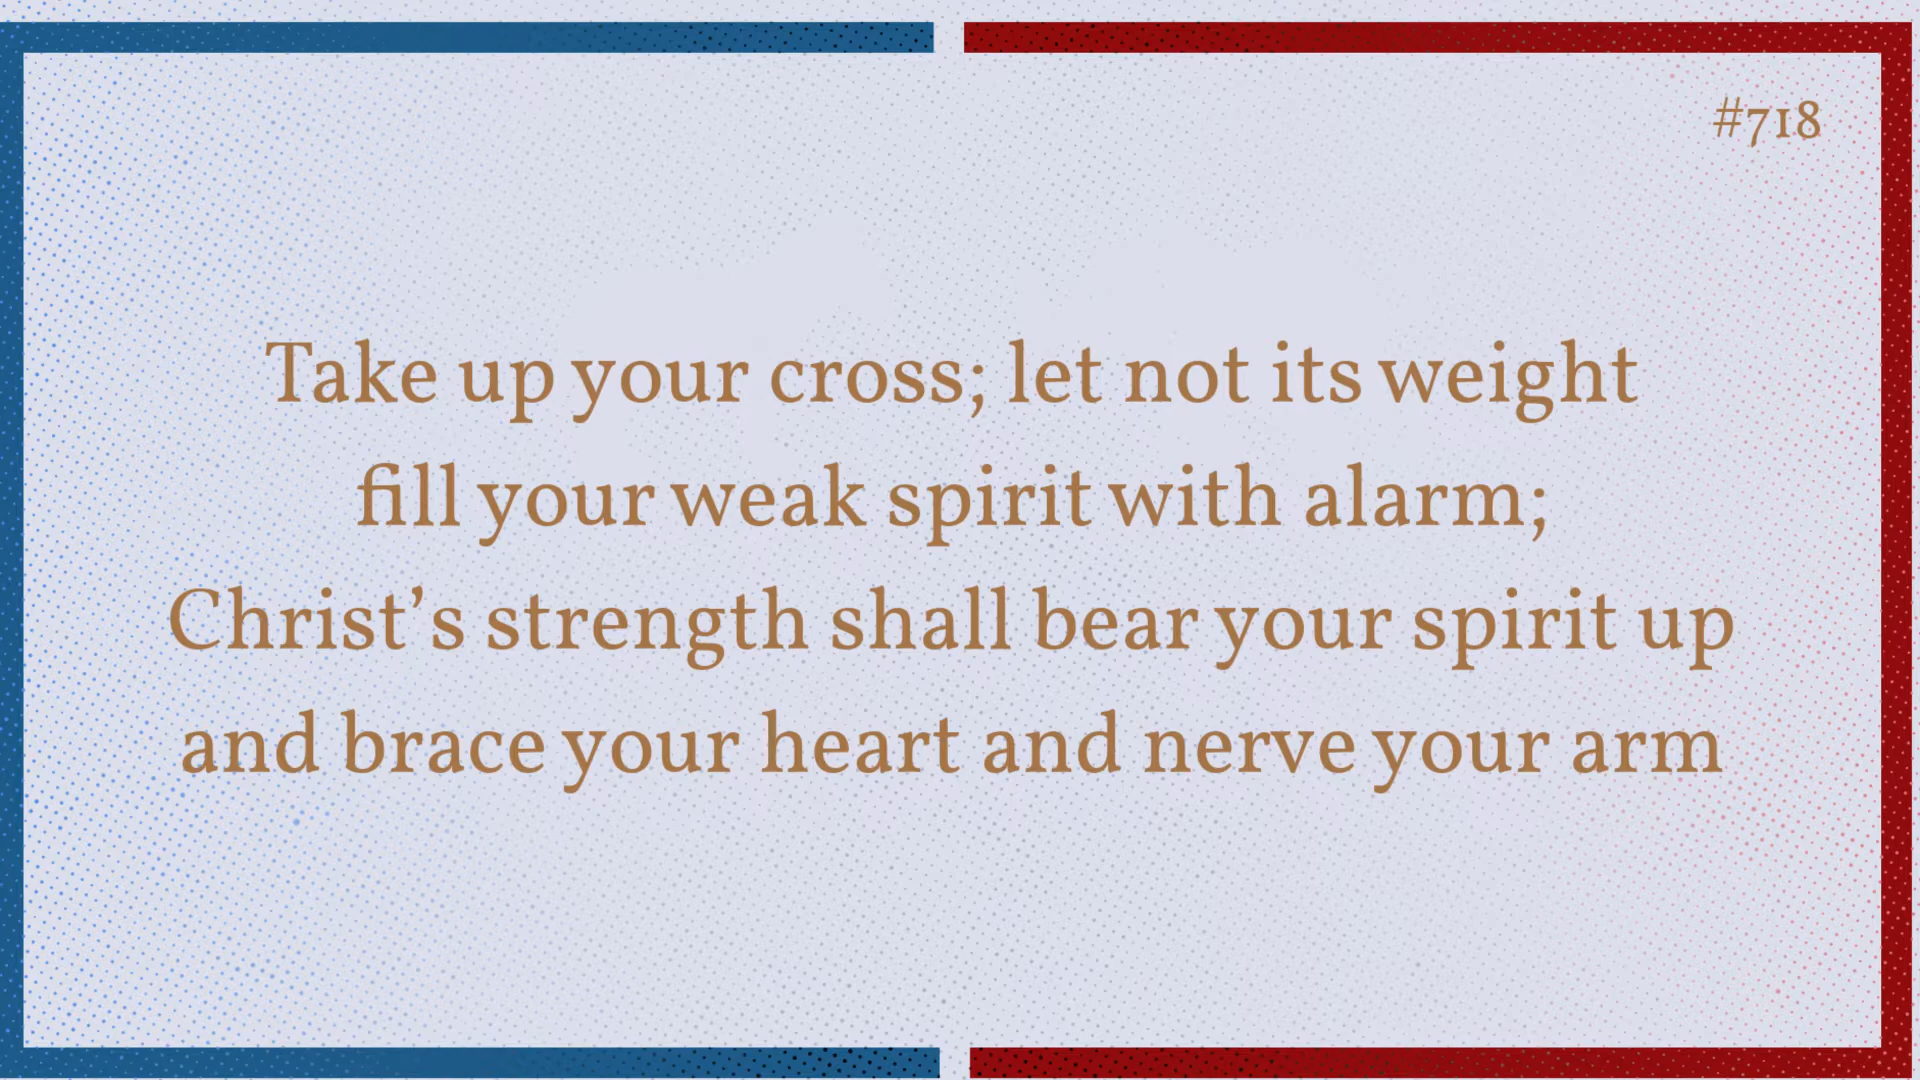 #718
Take up your cross; let not its weight
fill your weak spirit with alarm;
Christ’s strength shall bear your spirit up
and brace your heart and nerve your arm